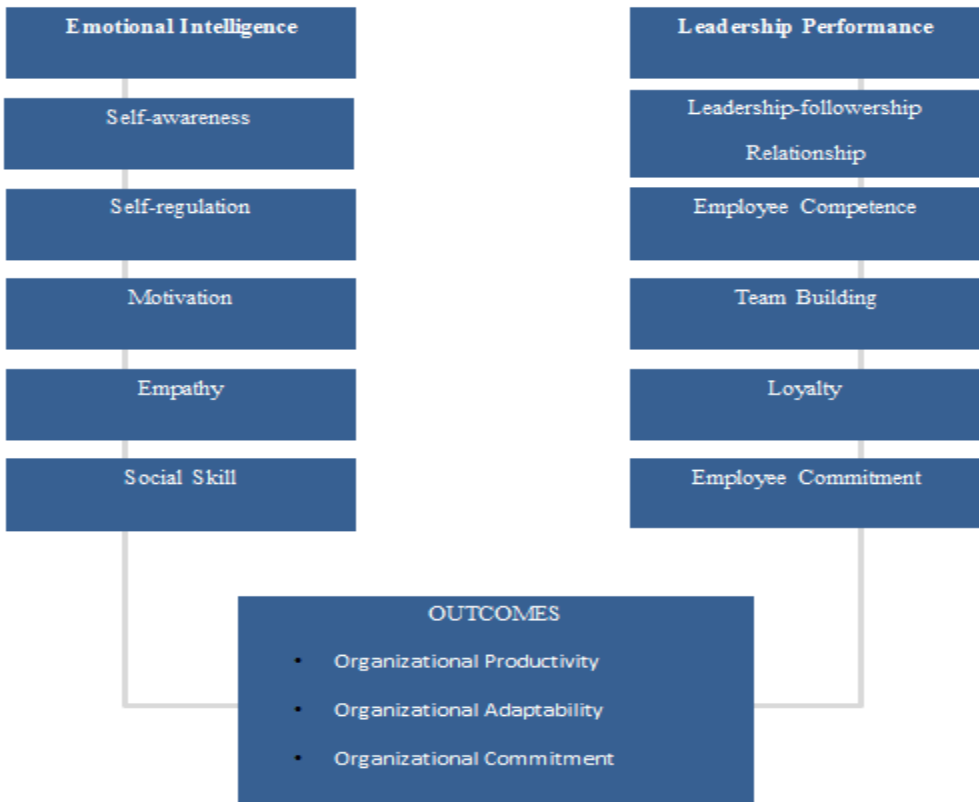 Emotional Intelligence
Self-awareness
Self-regulation
Motivation
Empathy
Social Skill
Leadership Performance
Leadership-followership
Relationship
Employee Competence
Team Building
Loyalty
Employee Commitment
OUTCOMES
• Organizational Productivity
• Organizational Adaptability
• Organizational Commitment